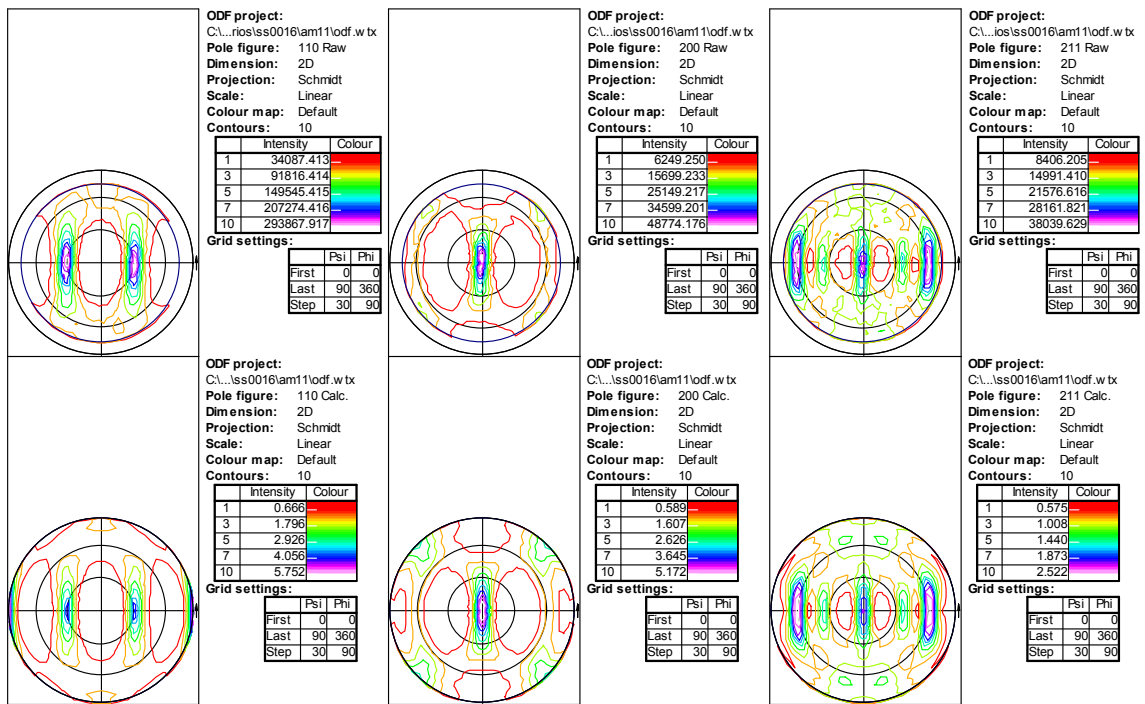 ODF project:
C:\...rios\ss0016\am11\odf.wtx
Pole figure: 110 Raw
Dimension: 2D
Projection: Schmidt
Scale: Linear
Colour map: Default
Contours: 10
Intensity Colour
1 34087.413
3 91816.414
5 149545.415
7 207274.416
10 293867.917
Grid settings:
Psi Phi
First 0 0
Last 90 360
Step 30 90
ODF project:
C:\...ios\ss0016\am11\odf.wtx
Pole figure: 200 Raw
Dimension: 2D
Projection: Schmidt
Scale: Linear
Colour map: Default
Contours: 10
Intensity Colour
1 6249.250
3 15699.233
5 25149.217
7 34599.201
10 48774.176
Grid settings:
Psi Phi
First 0 0
Last 90 360
Step 30 90
ODF project:
C:\...ios\ss0016\am11\odf.wtx
Pole figure: 211 Raw
Dimension: 2D
Projection: Schmidt
Scale: Linear
Colour map: Default
Contours: 10
Intensity Colour
1 8406.205
3 14991.410
5 21576.616
7 28161.821
10 38039.629
Grid settings:
Psi Phi
First 0 0
Last 90 360
Step 30 90
ODF project:
C:\...\ss0016\am11\odf.wtx
Pole figure: 110 Calc.
Dimension: 2D
Projection: Schmidt
Scale: Linear
Colour map: Default
Contours: 10
Intensity Colour
1 0.666
3 1.796
5 2.926
7 4.056
10 5.752
Grid settings:
Psi Phi
First 0 0
Last 90 360
Step 30 90
ODF project:
C:\...\ss0016\am11\odf.wtx
Pole figure: 200 Calc.
Dimension: 2D
Projection: Schmidt
Scale: Linear
Colour map: Default
Contours: 10
Intensity Colour
1 0.589
3 1.607
5 2.626
7 3.645
10 5.172
Grid settings:
Psi Phi
First 0 0
Last 90 360
Step 30 90
ODF project:
C:\...\ss0016\am11\odf.wtx
Pole figure: 211 Calc.
Dimension: 2D
Projection: Schmidt
Scale: Linear
Colour map: Default
Contours: 10
Intensity Colour
1 0.575
3 1.008
5 1.440
7 1.873
10 2.522
Grid settings:
Psi Phi
First 0 0
Last 90 360
Step 30 90